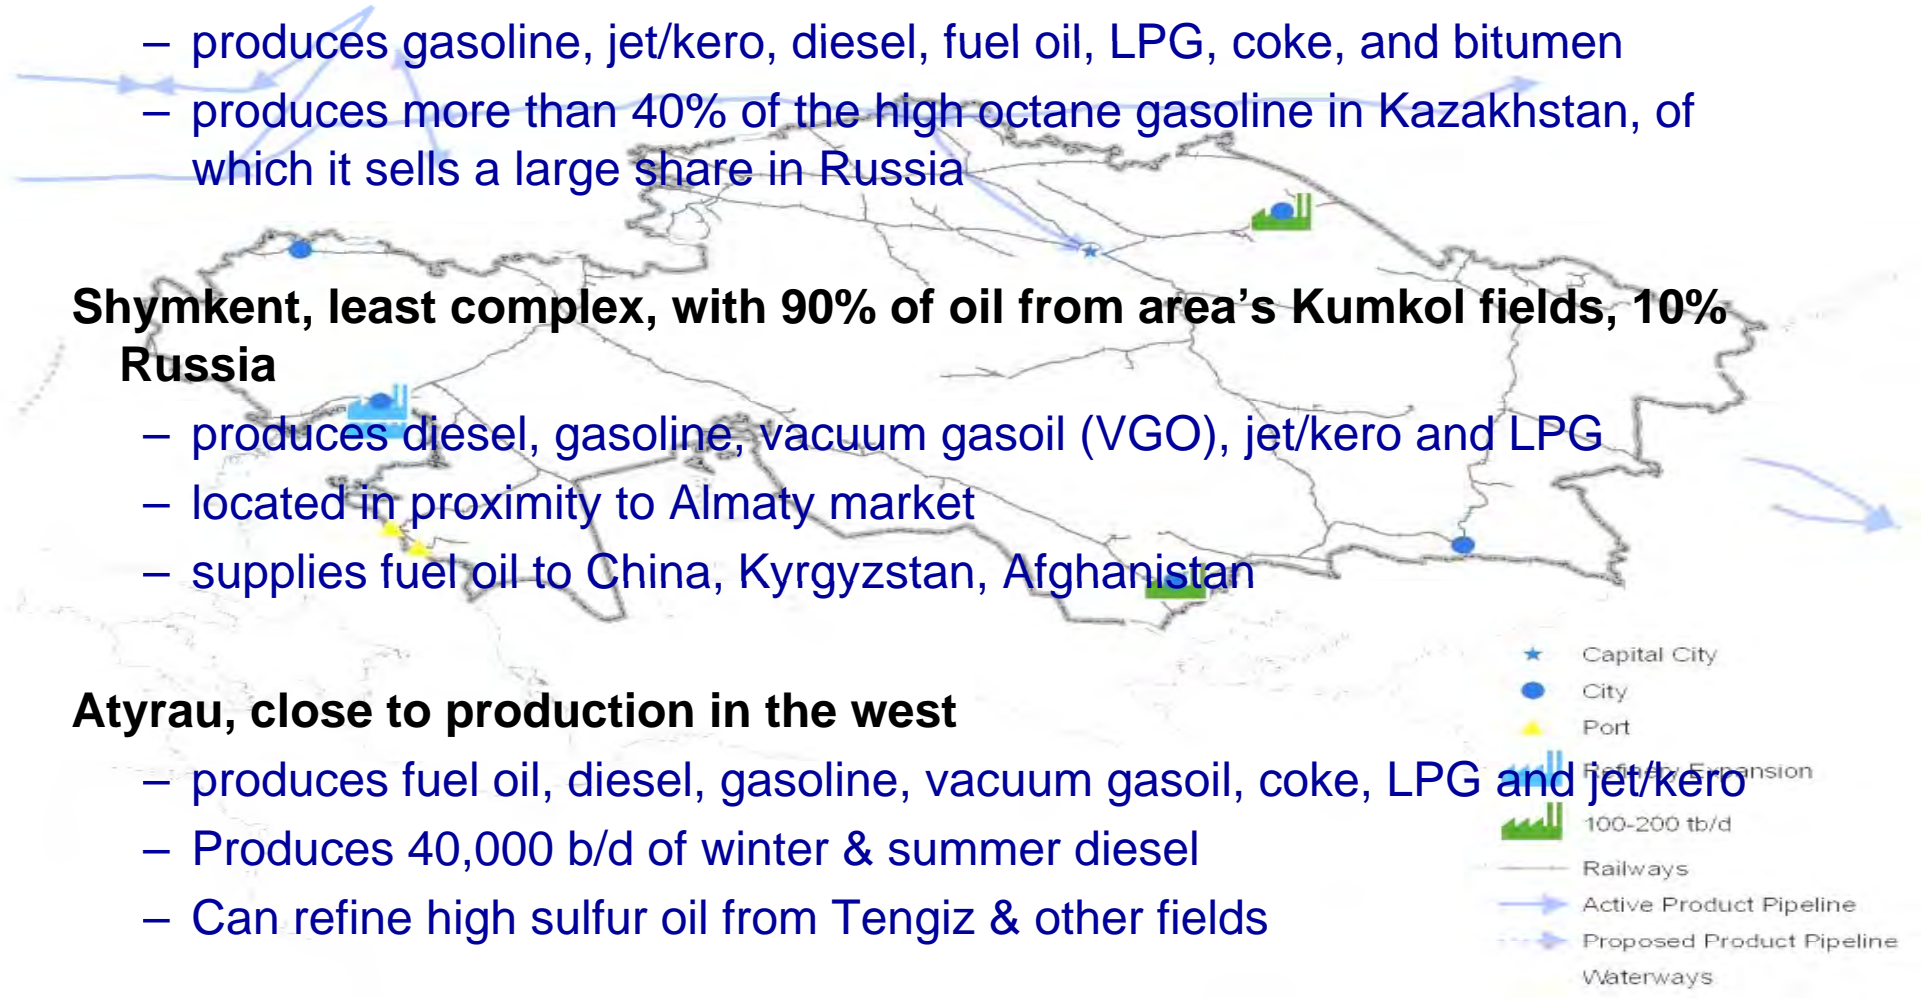 – produces gasoline, jet/kero, diesel, fuel oil, LPG, coke, and bitumen
– produces more than 40% of the high octane gasoline in Kazakhstan, of
which it sells a large share in Russia
Shymkent, least complex, with 90% of oil from area’s Kumkol fields, 10%
Russia
– produces diesel, gasoline, vacuum gasoil (VGO), jet/kero and LPG
– located in proximity to Almaty market
– supplies fuel oil to China, Kyrgyzstan, Afghanistan
Atyrau, close to production in the west
– produces fuel oil, diesel, gasoline, vacuum gasoil, coke, LPG and jet/kero
– Produces 40,000 b/d of winter & summer diesel
– Can refine high sulfur oil from Tengiz & other fields
Capital City
City
Port
Refinery Expansion
100-200 tb/d
Railways
Active Product Pipeline
Proposed Product Pipeline
Waterways